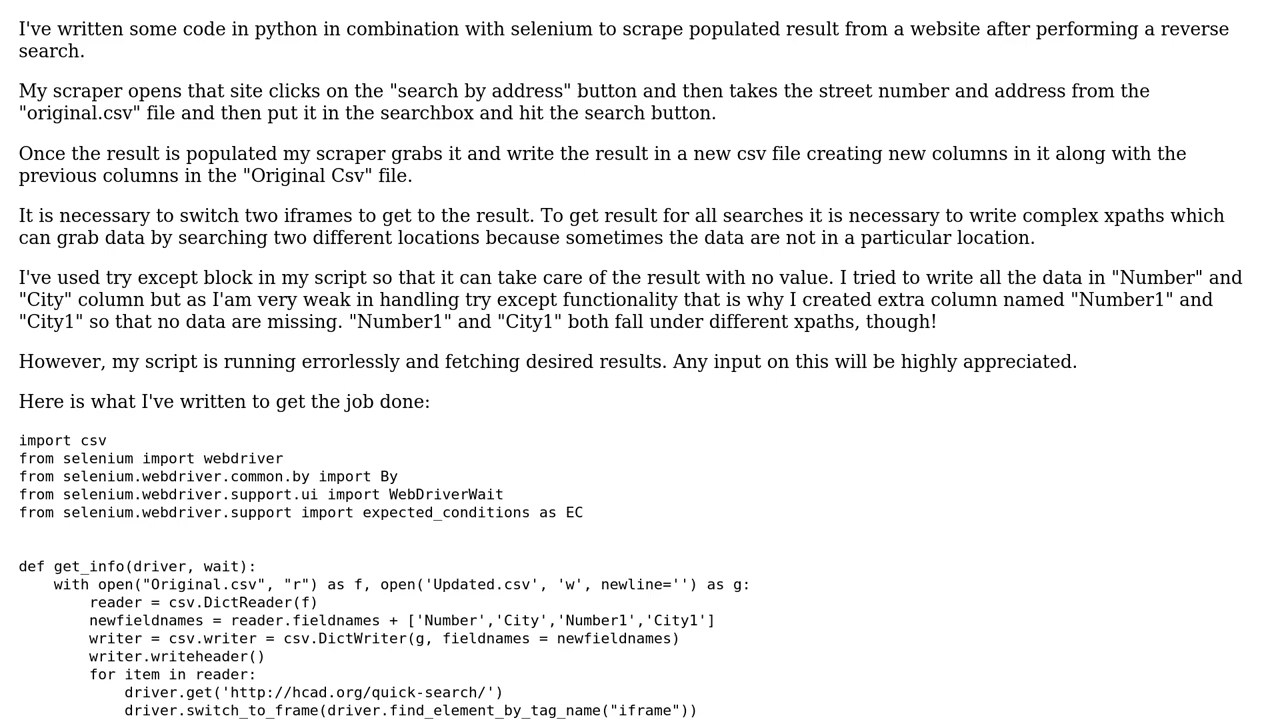 I've written some code in python in combination with selenium to scrape populated result from a website after performing a reverse
search.
My scraper opens that site clicks on the "search by address" button and then takes the street number and address from the
"original.csv" file and then put it in the searchbox and hit the search button.
Once the result is populated my scraper grabs it and write the result in a new csv file creating new columns in it along with the
previous columns in the "Original Csv" file.
It is necessary to switch two iframes to get to the result. To get result for all searches it is necessary to write complex xpaths which
can grab data by searching two different locations because sometimes the data are not in a particular location.
I've used try except block in my script so that it can take care of the result with no value. I tried to write all the data in "Number" and
"City" column but as I'am very weak in handling try except functionality that is why I created extra column named "Number1" and
"City1" so that no data are missing. "Number1" and "City1" both fall under different xpaths, though!
However, my script is running errorlessly and fetching desired results. Any input on this will be highly appreciated.
Here is what I've written to get the job done:
import csv
from selenium import webdriver
from selenium.webdriver.common.by import By
from selenium.webdriver.support.ui import WebDriverWait
from selenium.webdriver.support import expected_conditions as EC
def get_info(driver, wait):
    with open("Original.csv", "r") as f, open('Updated.csv', 'w', newline='') as g:
        reader = csv.DictReader(f)
        newfieldnames = reader.fieldnames + ['Number','City','Number1','City1']
        writer = csv.writer = csv.DictWriter(g, fieldnames = newfieldnames)
        writer.writeheader()
        for item in reader:
            driver.get('http://hcad.org/quick-search/')
            driver.switch_to_frame(driver.find_element_by_tag_name("iframe"))